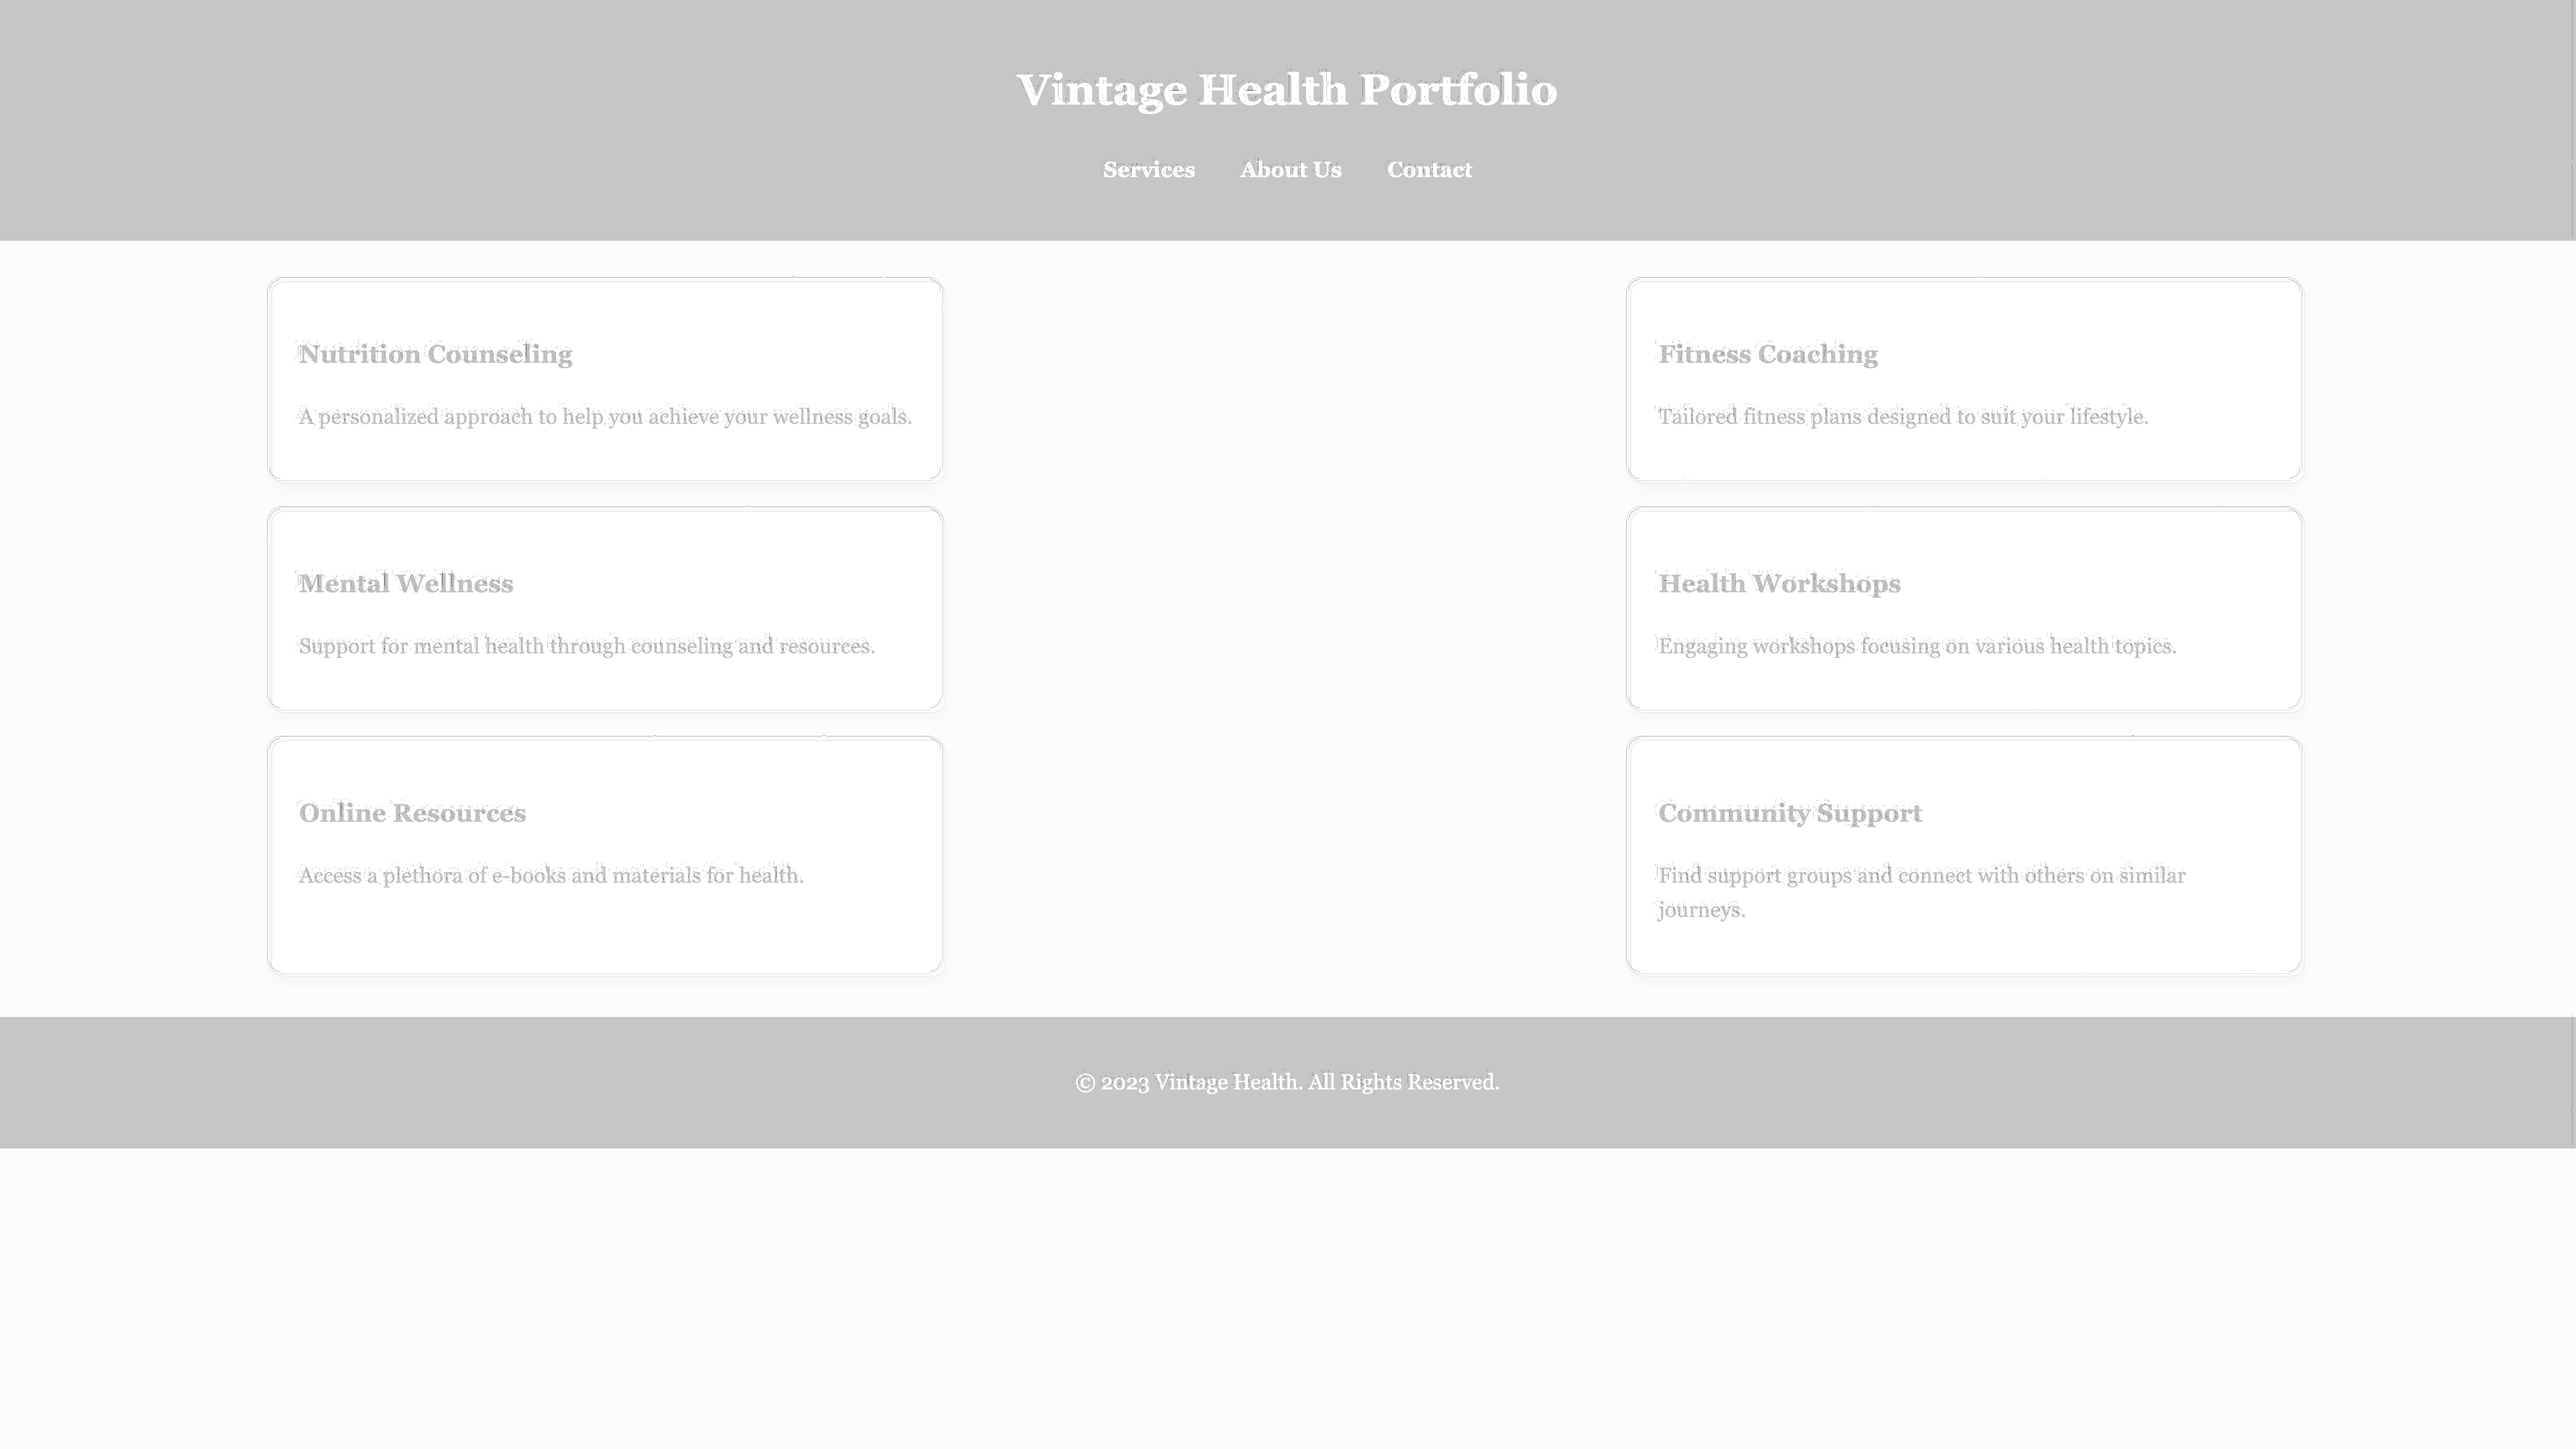 Vintage Health Portfolio
Services About Us Contact
Nutrition Counseling
A personalized approach to help you achieve your wellness goals.
Fitness Coaching
Tailored fitness plans designed to suit your lifestyle.
Mental Wellness
Support for mental health through counseling and resources.
Health Workshops
Engaging workshops focusing on various health topics.
Online Resources
Access a plethora of e-books and materials for health.
Community Support
Find support groups and connect with others on similar
journeys.
© 2023 Vintage Health. All Rights Reserved.